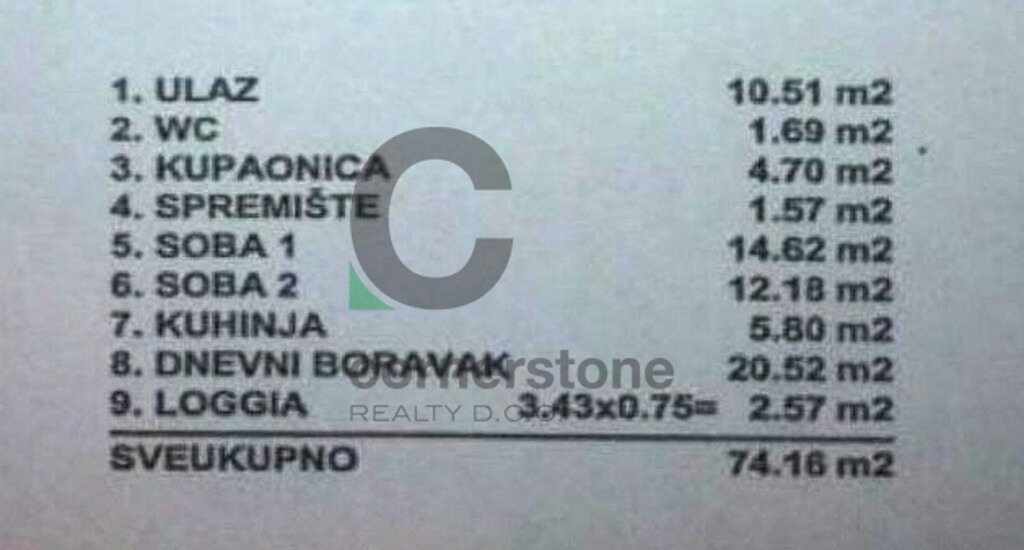 1. ULAZ 10.51 m2
2. WC 1.69 m2
3. KUPAONICA 4.70 m2
4. SPREMIŠTE 1.57 m2
5. SOBA 1 14.62 m2
6. SOBA 2 12.18 m2
7. KUHINJA 5.80 m2
8. DNEVNI BORAVAK 20.52 m2
9. LOGGIA 3.43x0.75= 2.57 m2
SVEUKUPNO 74.16 m2
cornerstone
REALTY D.O.O.